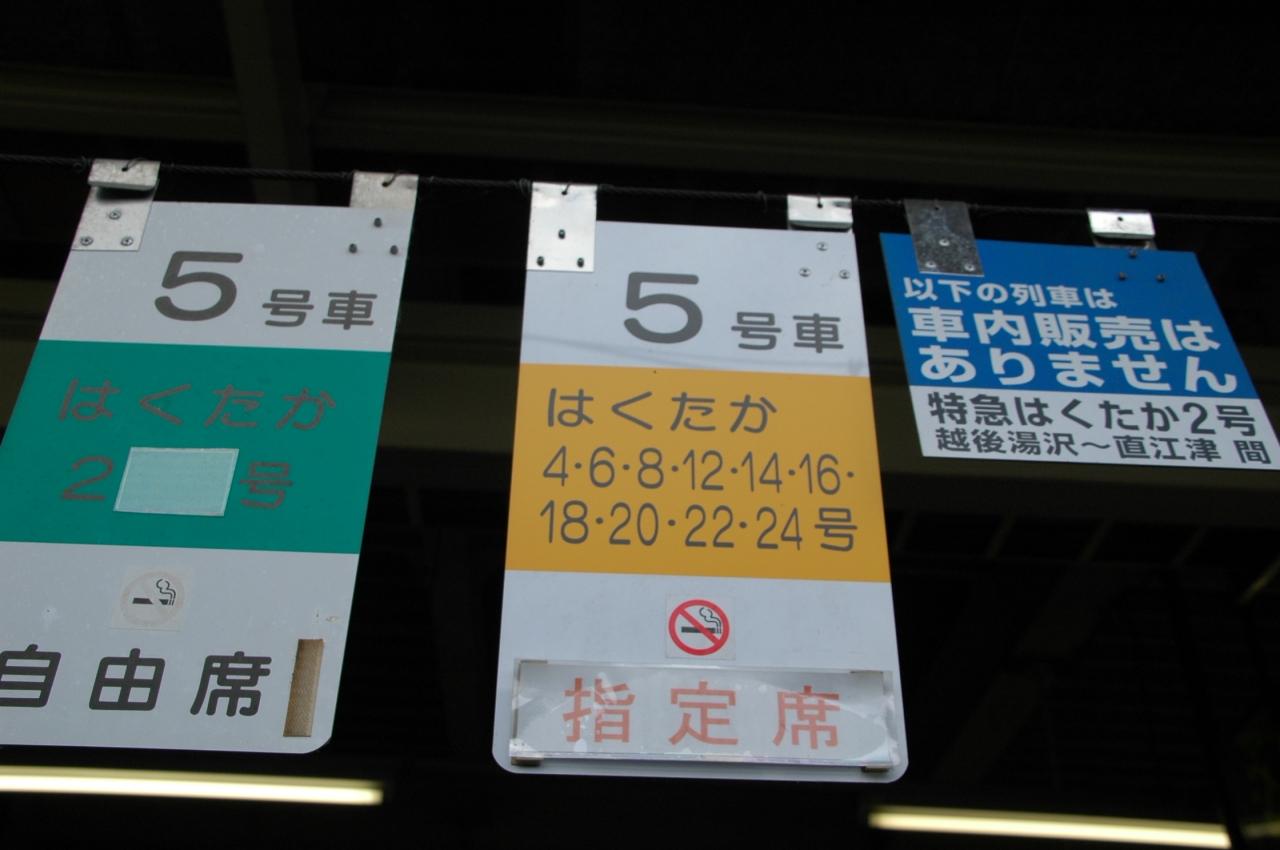 5号車
はくたか
2 号
自由席
5号車
はくたか
4・6・8・12・14・16・
18・20・22・24号
指定席
以下の列車は
車内販売は
ありません
特急はくたか2号
越後湯沢〜直江津 間